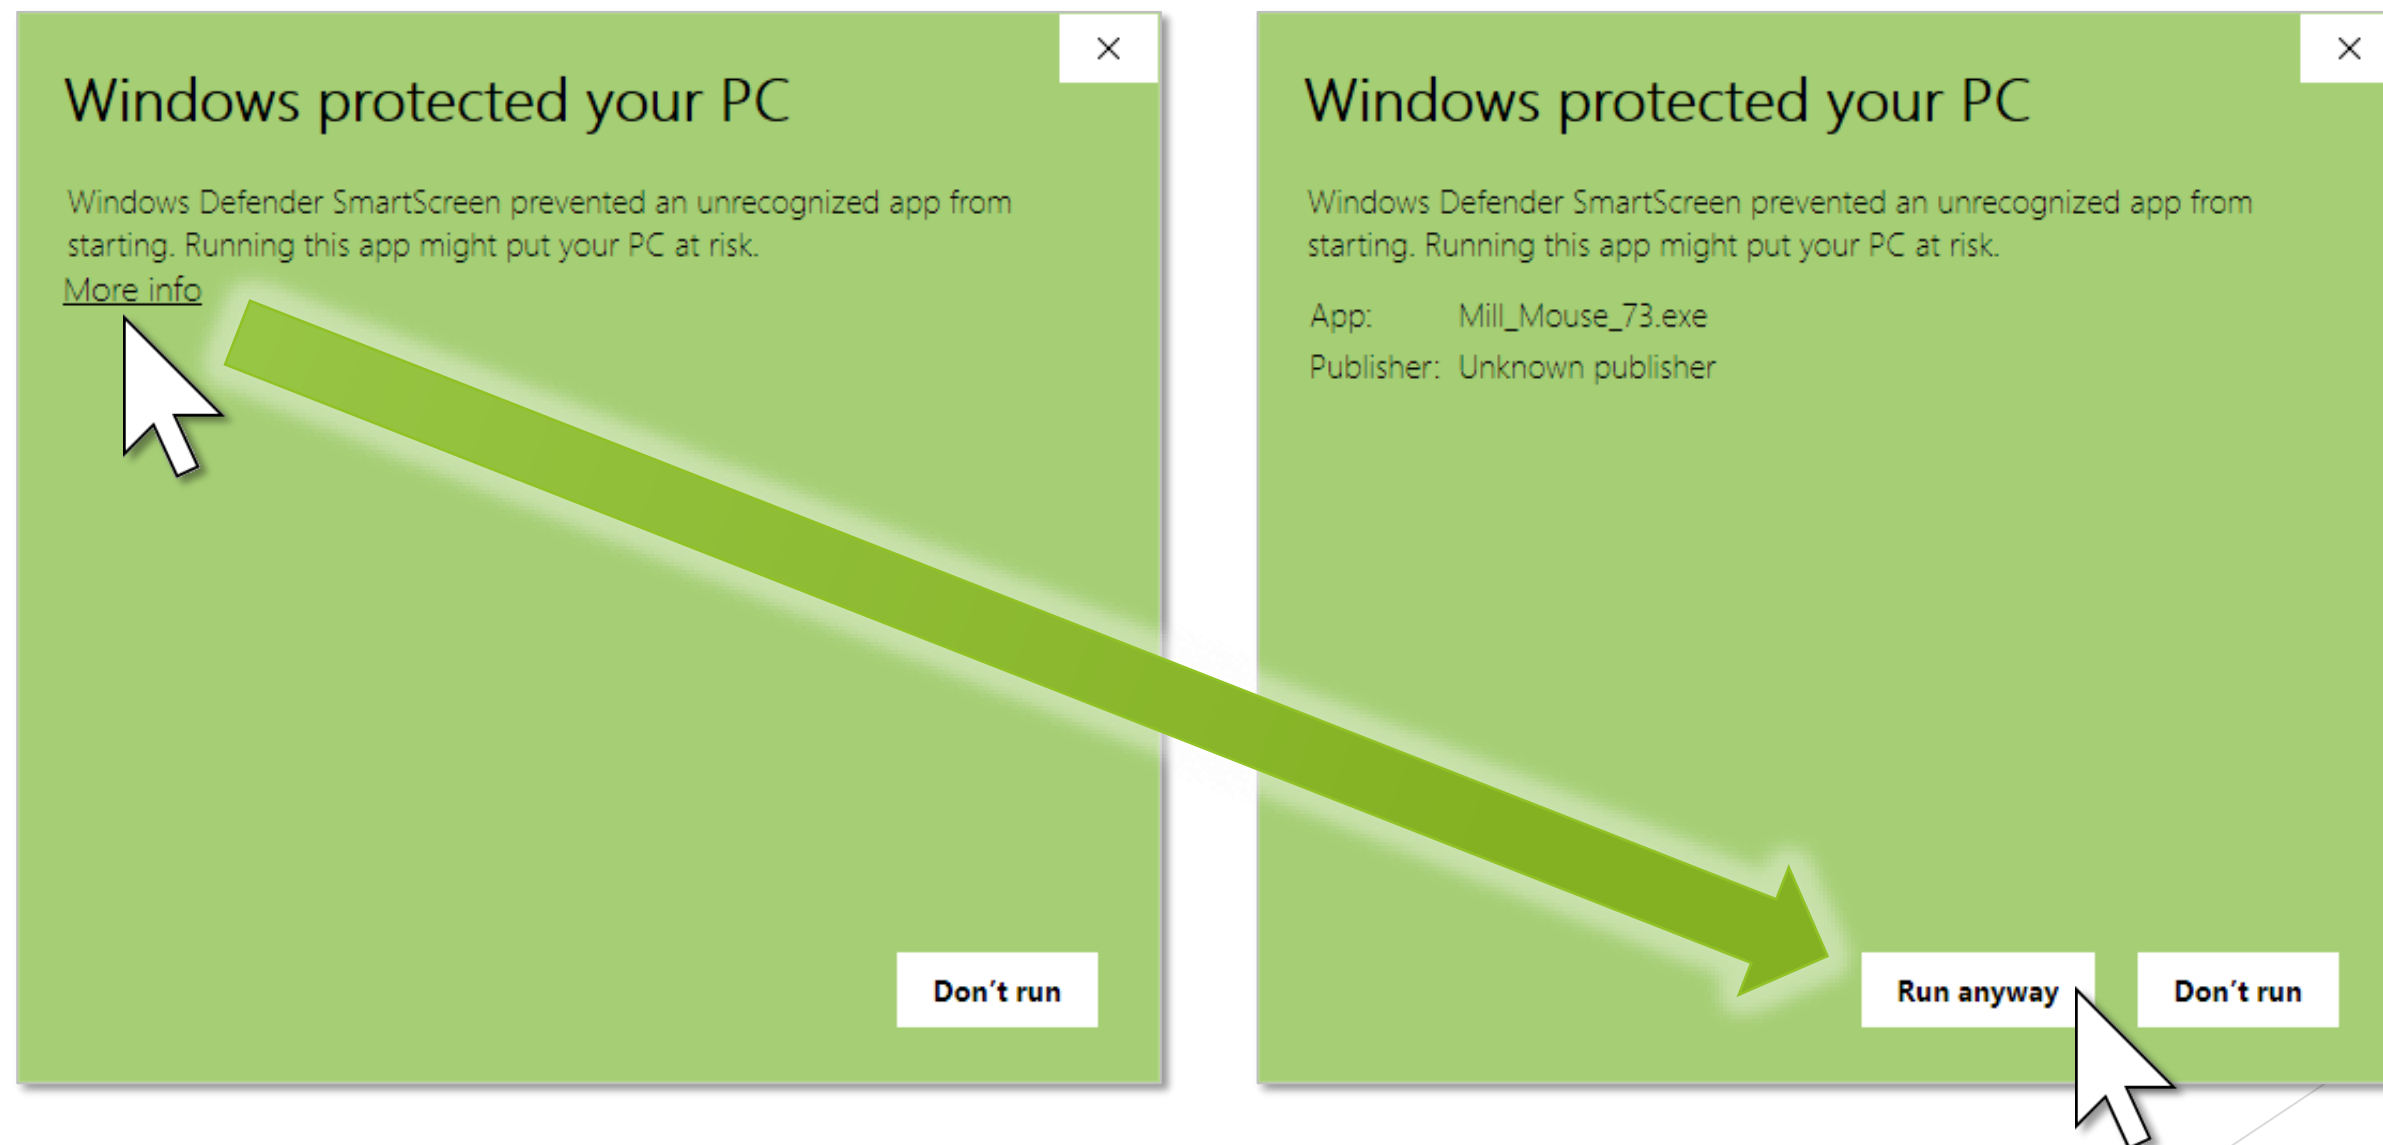 Windows protected your PC
Windows Defender SmartScreen prevented an unrecognized app from
starting. Running this app might put your PC at risk.
More info
Don't run
Windows protected your PC
Windows Defender SmartScreen prevented an unrecognized app from
starting. Running this app might put your PC at risk.
App: Mill_Mouse_73.exe
Publisher: Unknown publisher
Run anyway Don't run